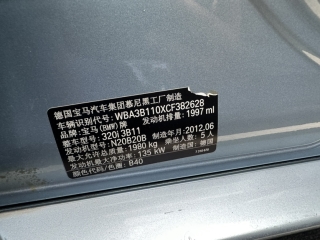 德国宝马汽车集团慕尼黑工厂制造
车辆识别代号: WBA3B110XCF382628
品名: 宝马(BMW)牌 发动机排量: 1997 ml
整车型号: 320i 3B11 制造年月: 2012.06
发动机型号: N20B20B 乘坐人数: 5 人
最大允许总质量: 1980 kg 制造国: 德国
最大净功率: 135 kW
颜色/色号: B40